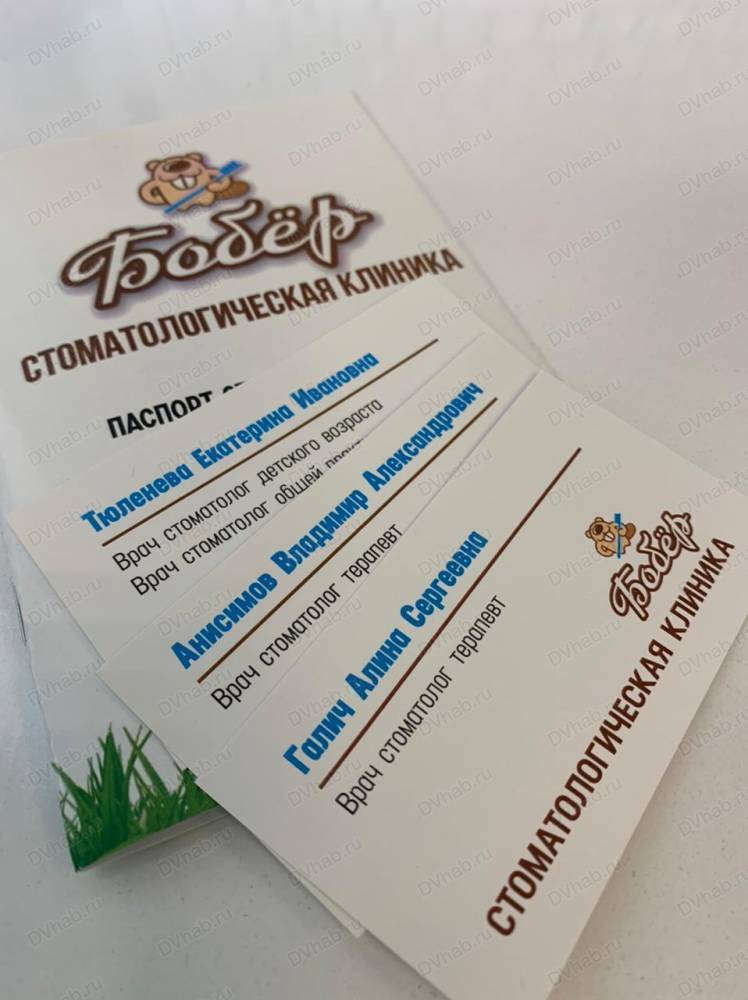 Бобёр
СТОМАТОЛОГИЧЕСКАЯ КЛИНИКА
ПАСПОРТ
Тюленева Екатерина Ивановна
Врач стоматолог детского возраста
Врач стоматолог общей
Анисимов Владимир Александрович
Врач стоматолог терапевт
Галич Алина Сергеевна
Врач стоматолог терапевт
Бобёр
СТОМАТОЛОГИЧЕСКАЯ КЛИНИКА
DVhab.ru